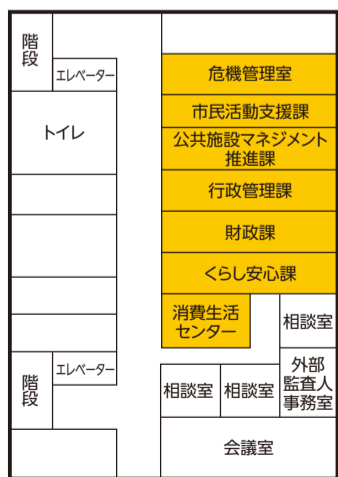 階段
エレベーター
危機管理室
市民活動支援課
トイレ
公共施設マネジメント
推進課
行政管理課
財政課
くらし安心課
消費生活
センター
相談室
階段
エレベーター
相談室
相談室
外部
監査人
事務室
会議室